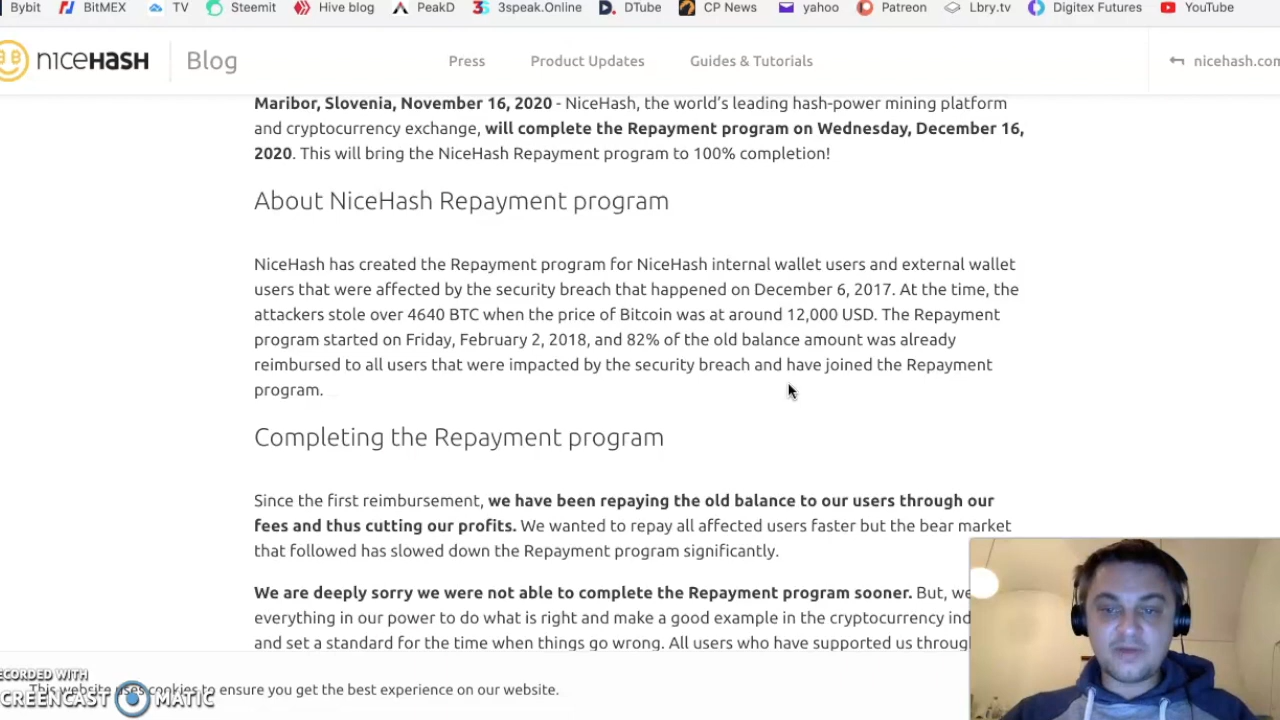 Bybit BitMEX TV Steemit Hive blog PeakD 3speak.Online DTube CP News yahoo Patreon Lbry.tv Digitex Futures YouTube
nıceHASH Blog Press Product Updates Guides & Tutorials nicehash.com
Maribor, Slovenia, November 16, 2020 - NiceHash, the world's leading hash-power mining platform
and cryptocurrency exchange, will complete the Repayment program on Wednesday, December 16,
2020. This will bring the NiceHash Repayment program to 100% completion!
About NiceHash Repayment program
NiceHash has created the Repayment program for NiceHash internal wallet users and external wallet
users that were affected by the security breach that happened on December 6, 2017. At the time, the
attackers stole over 4640 BTC when the price of Bitcoin was at around 12,000 USD. The Repayment
program started on Friday, February 2, 2018, and 82% of the old balance amount was already
reimbursed to all users that were impacted by the security breach and have joined the Repayment
program.
Completing the Repayment program
Since the first reimbursement, we have been repaying the old balance to our users through our
fees and thus cutting our profits. We wanted to repay all affected users faster but the bear market
that followed has slowed down the Repayment program significantly.
We are deeply sorry we were not able to complete the Repayment program sooner. But, we
everything in our power to do what is right and make a good example in the cryptocurrency ind
and set a standard for the time when things go wrong. All users who have supported us through
RECORDED WITH
This website uses cookies to ensure you get the best experience on our website.
SCREENCAST MATIC